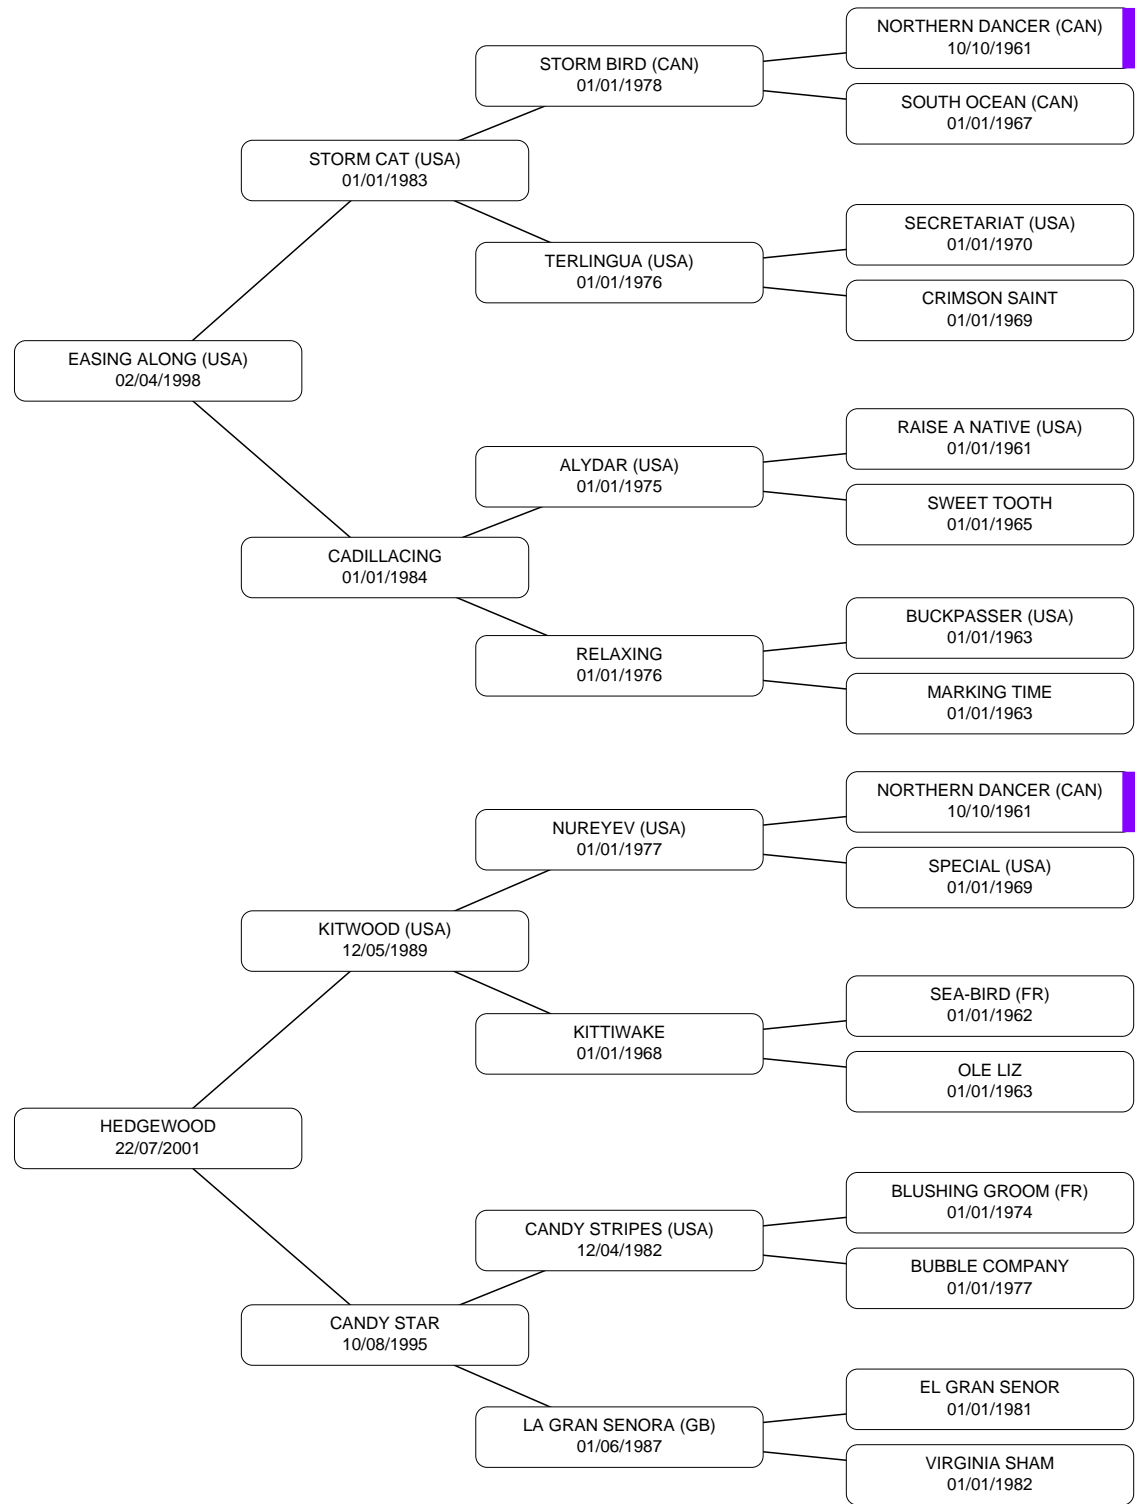 NORTHERN DANCER (CAN)
10/10/1961
STORM BIRD (CAN)
01/01/1978
SOUTH OCEAN (CAN)
01/01/1967
STORM CAT (USA)
01/01/1983
SECRETARIAT (USA)
01/01/1970
TERLINGUA (USA)
01/01/1976
CRIMSON SAINT
01/01/1969
EASING ALONG (USA)
02/04/1998
RAISE A NATIVE (USA)
01/01/1961
ALYDAR (USA)
01/01/1975
SWEET TOOTH
01/01/1965
CADILLACING
01/01/1984
BUCKPASSER (USA)
01/01/1963
RELAXING
01/01/1976
MARKING TIME
01/01/1963
NORTHERN DANCER (CAN)
10/10/1961
NUREYEV (USA)
01/01/1977
SPECIAL (USA)
01/01/1969
KITWOOD (USA)
12/05/1989
SEA-BIRD (FR)
01/01/1962
KITTIWAKE
01/01/1968
OLE LIZ
01/01/1963
HEDGEWOOD
22/07/2001
BLUSHING GROOM (FR)
01/01/1974
CANDY STRIPES (USA)
12/04/1982
BUBBLE COMPANY
01/01/1977
CANDY STAR
10/08/1995
EL GRAN SENOR
01/01/1981
LA GRAN SENORA (GB)
01/06/1987
VIRGINIA SHAM
01/01/1982